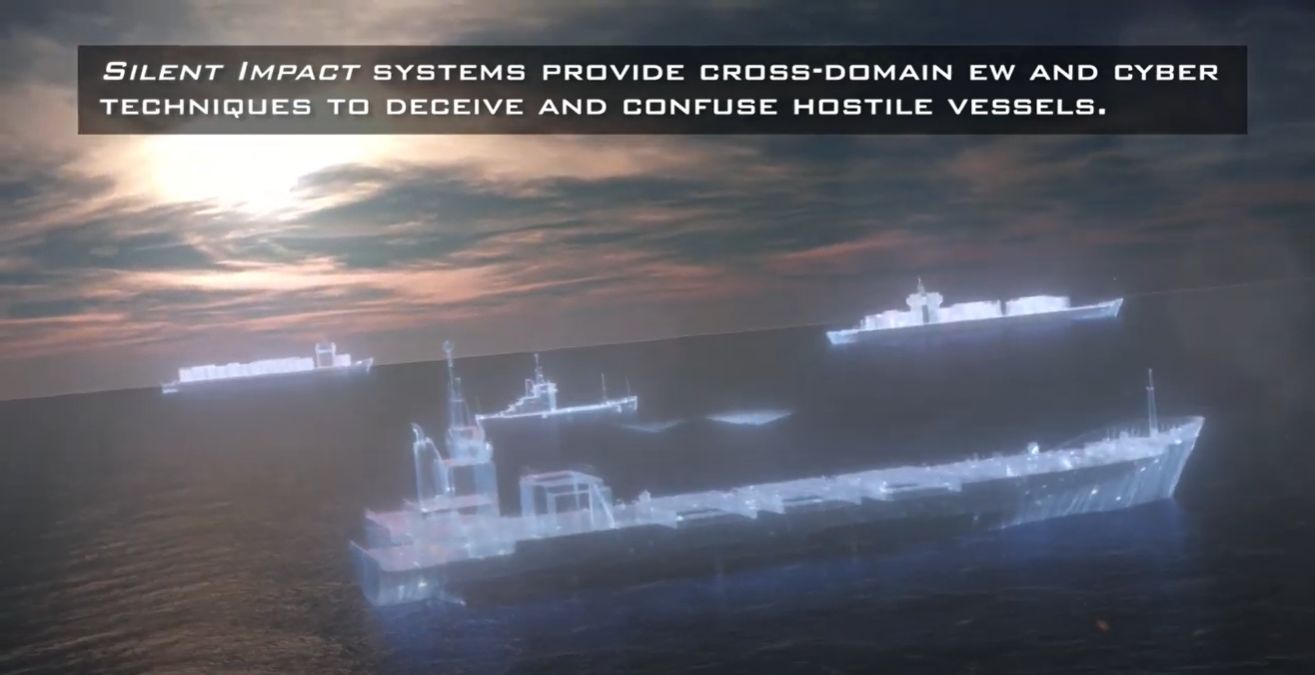 Silent Impact systems provide cross-domain EW and cyber
techniques to deceive and confuse hostile vessels.